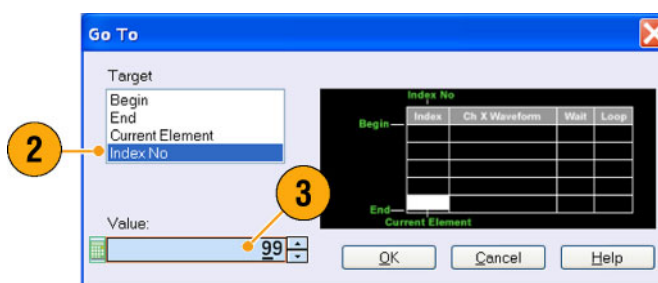 Go To
Target
Begin
End
Current Element
Index No
2
Value:
3
99
Index No
Begin
Index Ch X Waveform Wait Loop
End
Current Element
OK Cancel Help